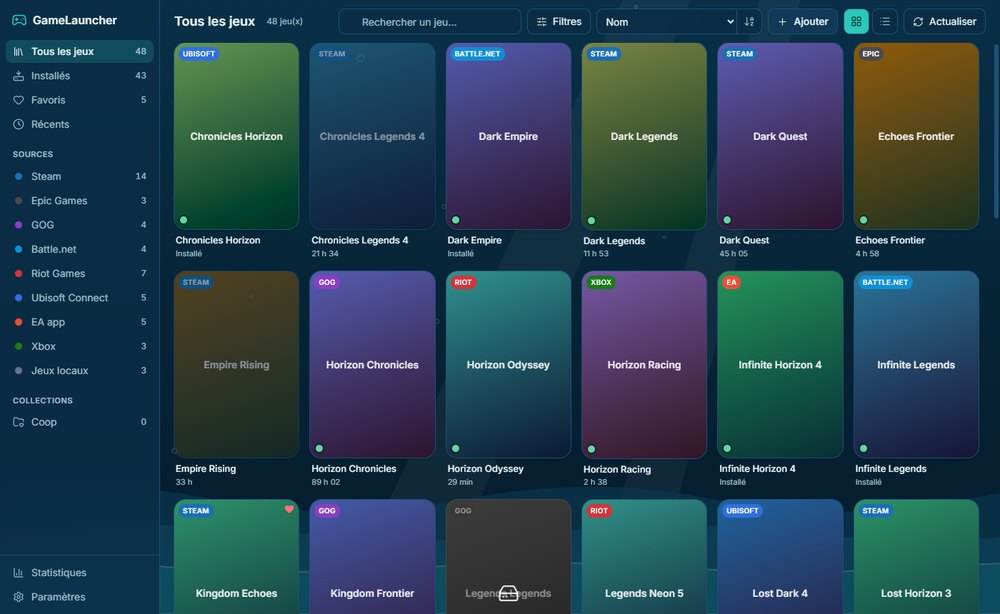 GameLauncher
Tous les jeux 48
Installés 43
Favoris 5
Récents
SOURCES
Steam 14
Epic Games 3
GOG 4
Battle.net 4
Riot Games 7
Ubisoft Connect 5
EA app 5
Xbox 3
Jeux locaux 3
COLLECTIONS
Coop 0
Statistiques
Paramètres
Tous les jeux 48 jeu(x) Rechercher un jeu... Filtres Nom Ajouter Actualiser
UBISOFT STEAM BATTLE.NET STEAM STEAM EPIC
Chronicles Horizon Chronicles Legends 4 Dark Empire Dark Legends Dark Quest Echoes Frontier
Chronicles Horizon Chronicles Legends 4 Dark Empire Dark Legends Dark Quest Echoes Frontier
Installé 21 h 34 Installé 11 h 53 45 h 05 4 h 58
STEAM GOG RIOT XBOX EA BATTLE.NET
Empire Rising Horizon Chronicles Horizon Odyssey Horizon Racing Infinite Horizon 4 Infinite Legends
Empire Rising Horizon Chronicles Horizon Odyssey Horizon Racing Infinite Horizon 4 Infinite Legends
33 h 89 h 02 29 min 2 h 38 Installé Installé
STEAM GOG GOG RIOT UBISOFT STEAM
Kingdom Echoes Kingdom Frontier Legends Legends Legends Neon 5 Lost Dark 4 Lost Horizon 3